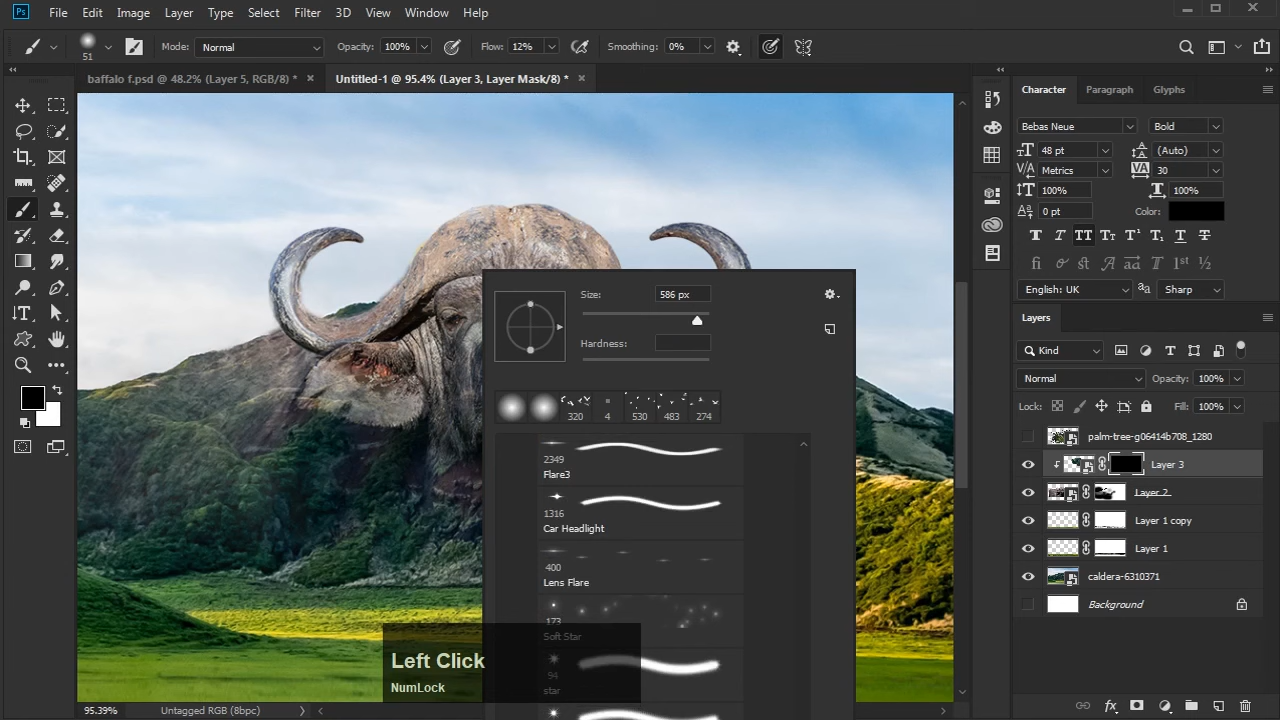 Ps File Edit Image Layer Type Select Filter 3D View Window Help
51 Mode: Normal Opacity: 100% Flow: 12% Smoothing: 0%
baffalo f.psd @ 48.2% (Layer 5, RGB/8) * Untitled-1 @ 95.4% (Layer 3, Layer Mask/8) *
Character Paragraph Glyphs
Bebas Neue Bold
48 pt (Auto)
Metrics 30
100% 100%
0 pt Color:
English: UK Sharp
Layers
Kind
Normal Opacity: 100%
Lock: Fill: 100%
palm-tree-g06414b708_1280
Layer 3
Layer 2
Layer 1 copy
Layer 1
caldera-6310371
Background
Size: 586 px
Hardness:
320 4 530 483 274
2349
Flare3
1316
Car Headlight
400
Lens Flare
173
Soft Star
94
star
Left Click
NumLock
95.39% Untagged RGB (8bpc)